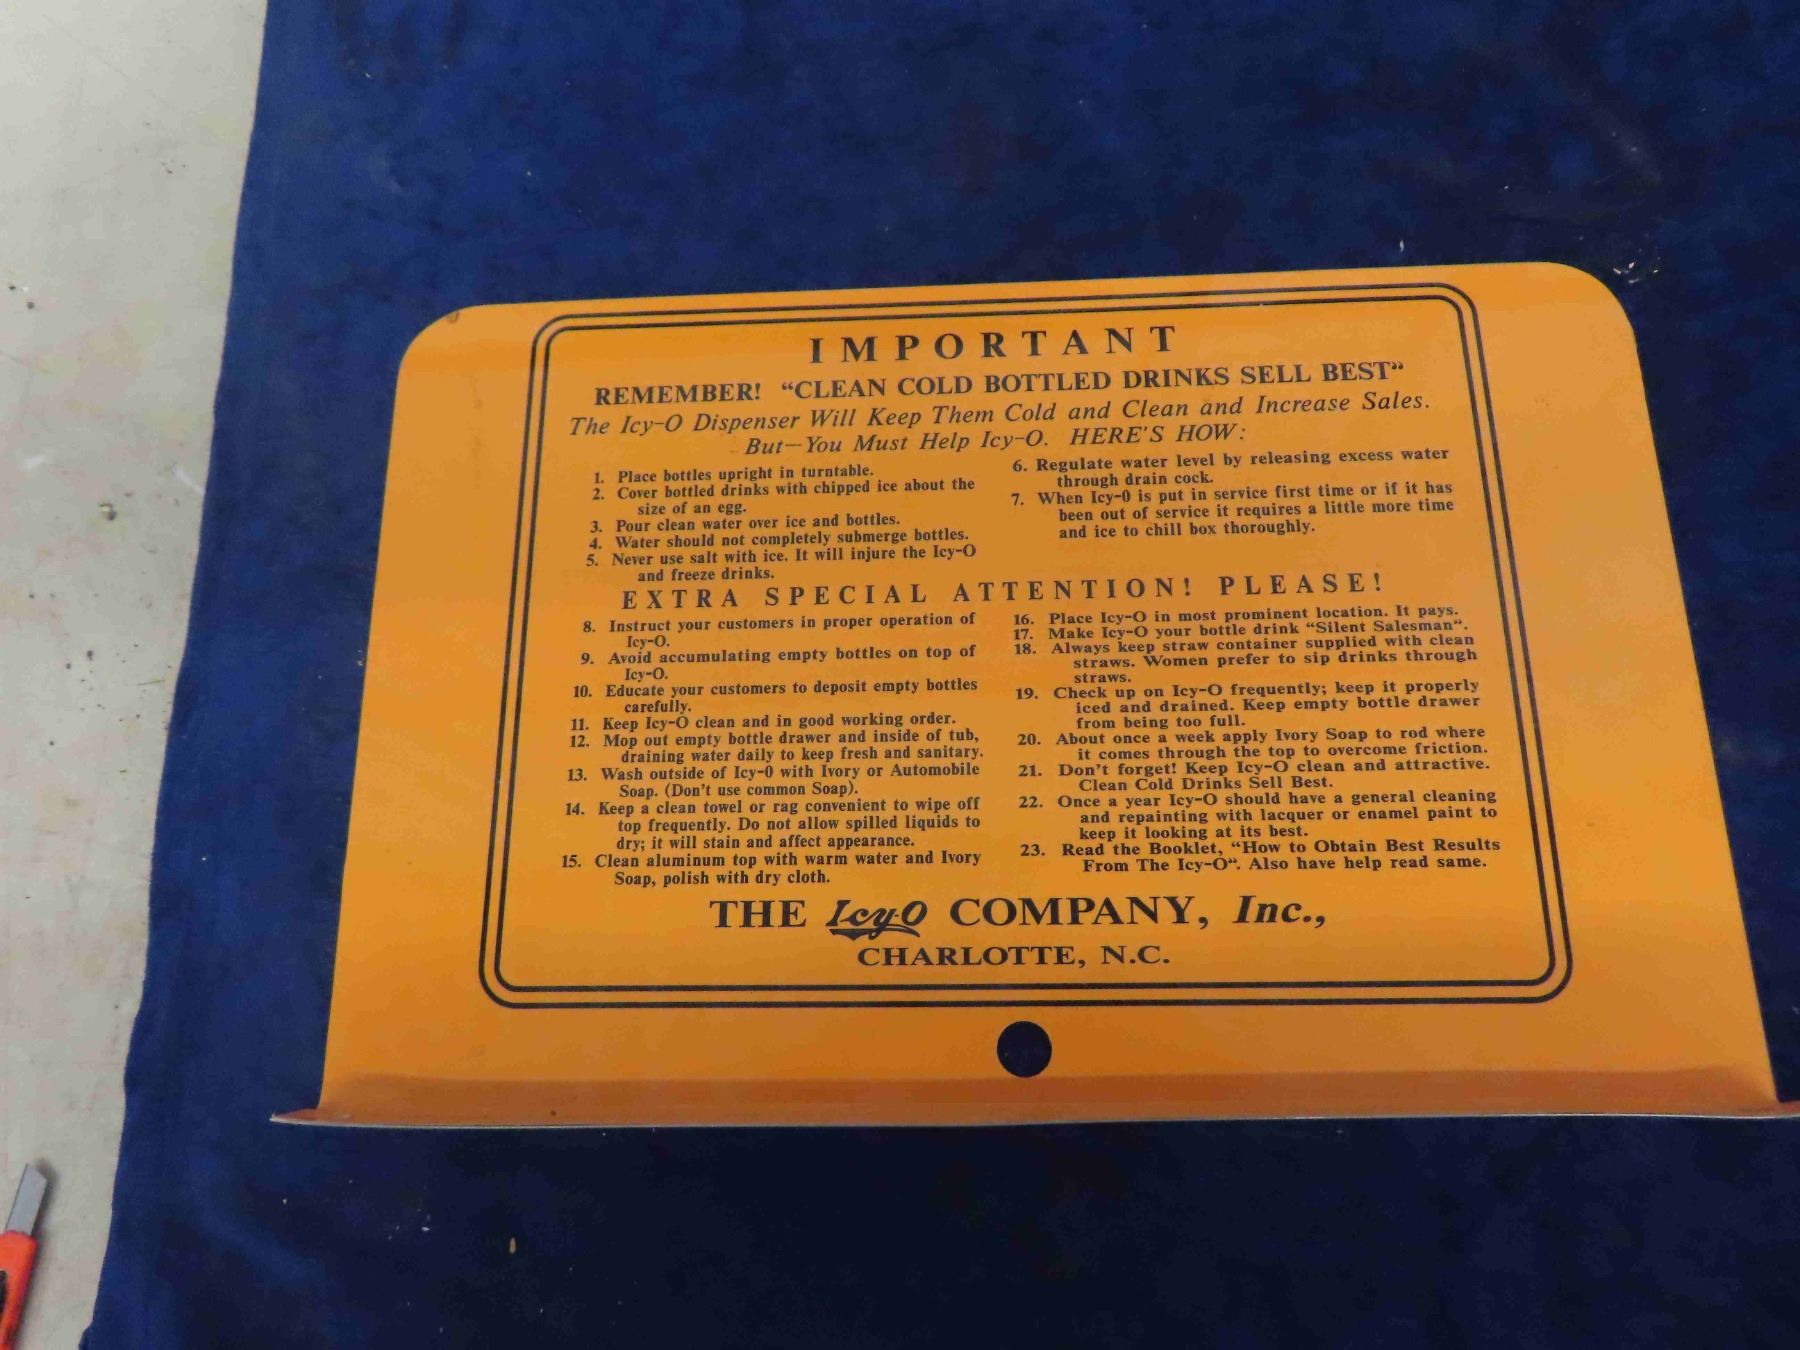 IMPORTANT
REMEMBER! “CLEAN COLD BOTTLED DRINKS SELL BEST”
The Icy-O Dispenser Will Keep Them Cold and Clean and Increase Sales.
But—You Must Help Icy-O. HERE'S HOW:
1. Place bottles upright in turntable.
2. Cover bottled drinks with chipped ice about the
size of an egg.
3. Pour clean water over ice and bottles.
4. Water should not completely submerge bottles.
5. Never use salt with ice. It will injure the Icy-O
and freeze drinks.
6. Regulate water level by releasing excess water
through drain cock.
7. When Icy-0 is put in service first time or if it has
been out of service it requires a little more time
and ice to chill box thoroughly.
EXTRA SPECIAL ATTENTION! PLEASE!
8. Instruct your customers in proper operation of
Icy-O.
9. Avoid accumulating empty bottles on top of
Icy-O.
10. Educate your customers to deposit empty bottles
carefully.
11. Keep Icy-O clean and in good working order.
12. Mop out empty bottle drawer and inside of tub,
draining water daily to keep fresh and sanitary.
13. Wash outside of Icy-0 with Ivory or Automobile
Soap. (Don't use common Soap).
14. Keep a clean towel or rag convenient to wipe off
top frequently. Do not allow spilled liquids to
dry; it will stain and affect appearance.
15. Clean aluminum top with warm water and Ivory
Soap, polish with dry cloth.
16. Place Icy-O in most prominent location. It pays.
17. Make Icy-O your bottle drink “Silent Salesman“.
18. Always keep straw container supplied with clean
straws. Women prefer to sip drinks through
straws.
19. Check up on Icy-O frequently; keep it properly
iced and drained. Keep empty bottle drawer
from being too full.
20. About once a week apply Ivory Soap to rod where
it comes through the top to overcome friction.
21. Don't forget! Keep Icy-O clean and attractive.
Clean Cold Drinks Sell Best.
22. Once a year Icy-O should have a general cleaning
and repainting with lacquer or enamel paint to
keep it looking at its best.
23. Read the Booklet, “How to Obtain Best Results
From The Icy-O“. Also have help read same.
THE Icy-O COMPANY, Inc.,
CHARLOTTE, N.C.